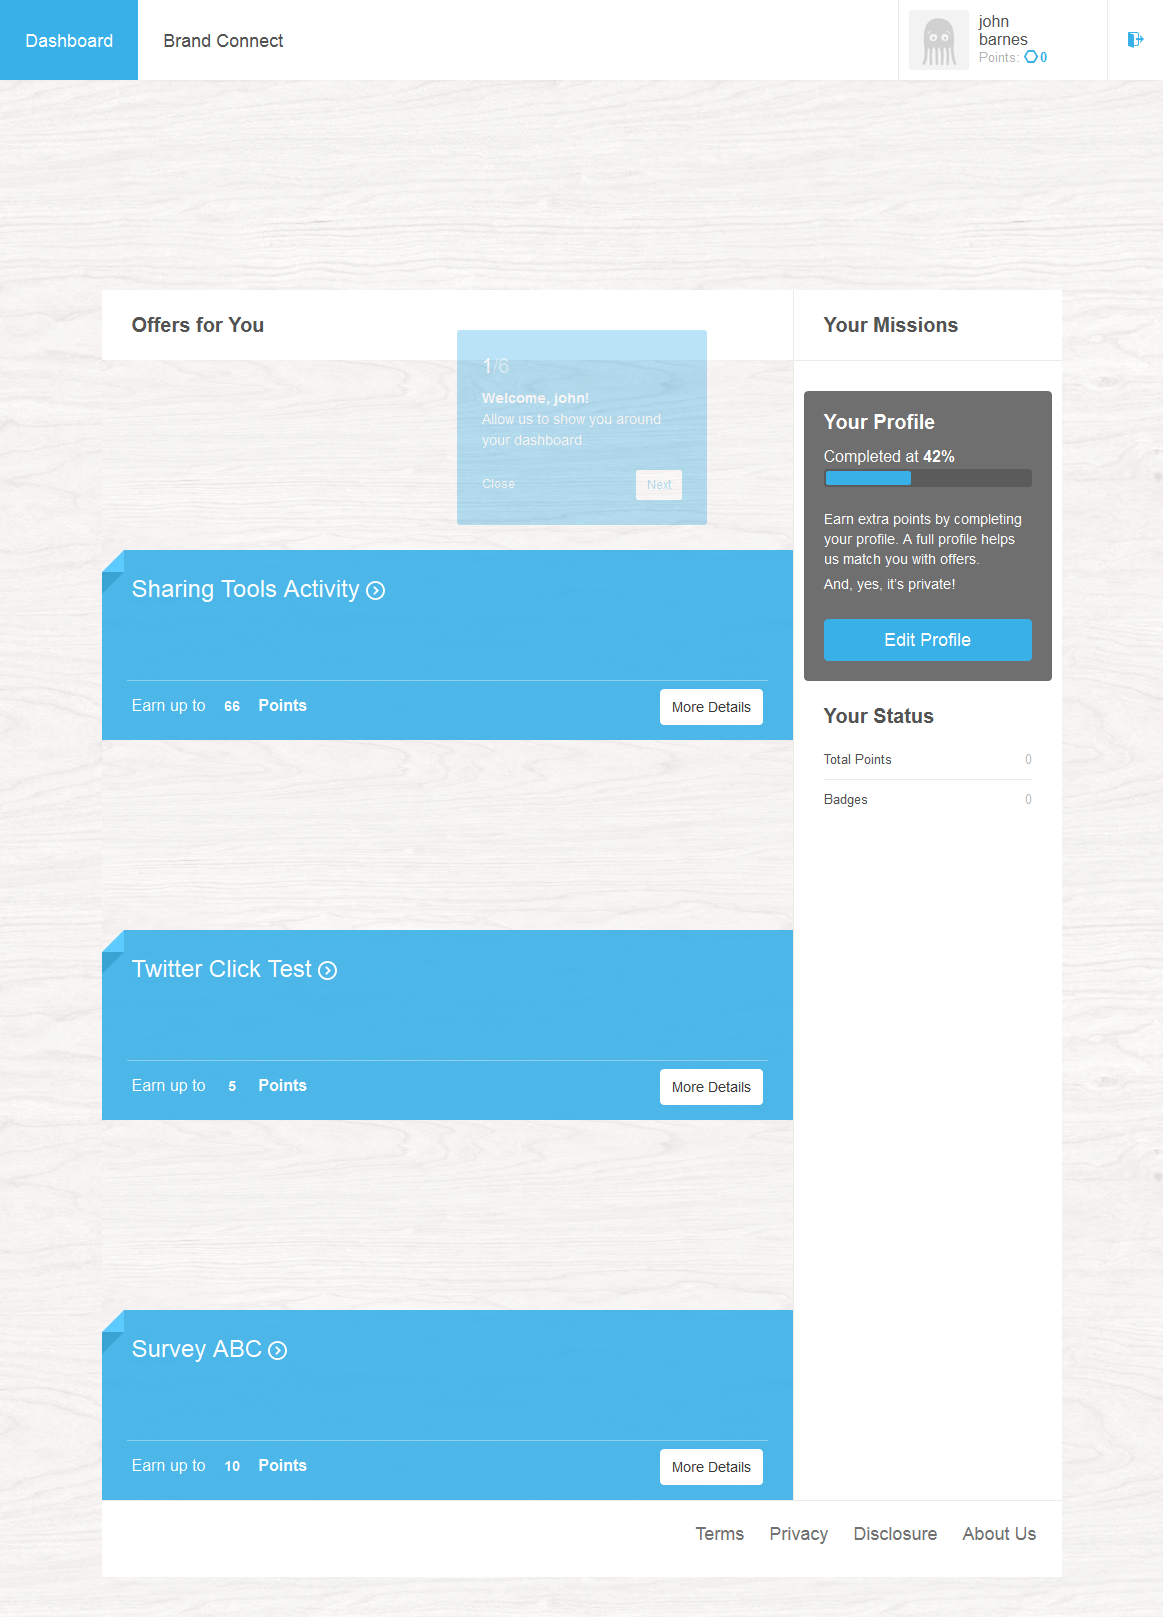 Dashboard
Brand Connect
john
barnes
Points: 0
Offers for You
Your Missions
1/6
Welcome, john!
Allow us to show you around
your dashboard.
Close
Next
Your Profile
Completed at 42%
Earn extra points by completing
your profile. A full profile helps
us match you with offers.
And, yes, it's private!
Edit Profile
Sharing Tools Activity
Earn up to 66 Points
More Details
Your Status
Total Points 0
Badges 0
Twitter Click Test
Earn up to 5 Points
More Details
Survey ABC
Earn up to 10 Points
More Details
Terms Privacy Disclosure About Us